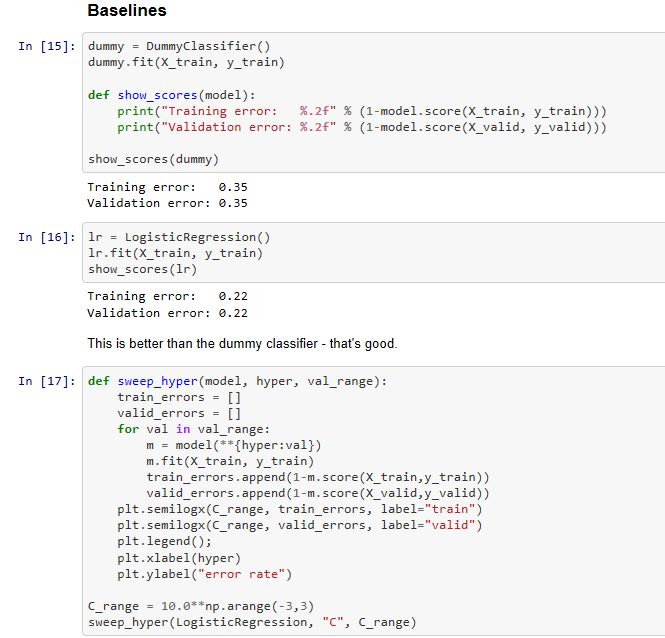 Baselines
In [15]: dummy = DummyClassifier()
dummy.fit(X_train, y_train)
def show_scores(model):
    print("Training error:   %.2f" % (1-model.score(X_train, y_train)))
    print("Validation error: %.2f" % (1-model.score(X_valid, y_valid)))
show_scores(dummy)
Training error:   0.35
Validation error: 0.35
In [16]: lr = LogisticRegression()
lr.fit(X_train, y_train)
show_scores(lr)
Training error:   0.22
Validation error: 0.22
This is better than the dummy classifier - that's good.
In [17]: def sweep_hyper(model, hyper, val_range):
    train_errors = []
    valid_errors = []
    for val in val_range:
        m = model(**{hyper:val})
        m.fit(X_train, y_train)
        train_errors.append(1-m.score(X_train,y_train))
        valid_errors.append(1-m.score(X_valid,y_valid))
    plt.semilogx(C_range, train_errors, label="train")
    plt.semilogx(C_range, valid_errors, label="valid")
    plt.legend();
    plt.xlabel(hyper)
    plt.ylabel("error rate")
C_range = 10.0**np.arange(-3,3)
sweep_hyper(LogisticRegression, "C", C_range)